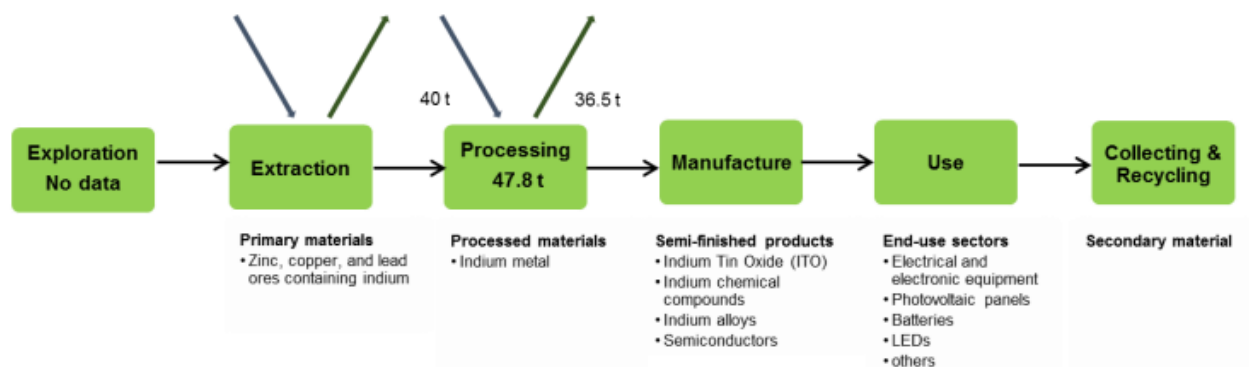 40 t
36.5 t
Exploration
No data
Extraction
Processing
47.8 t
Manufacture
Use
Collecting &
Recycling
Primary materials
• Zinc, copper, and lead
ores containing indium
Processed materials
• Indium metal
Semi-finished products
• Indium Tin Oxide (ITO)
• Indium chemical
compounds
• Indium alloys
• Semiconductors
End-use sectors
• Electrical and
electronic equipment
• Photovoltaic panels
• Batteries
• LEDs
• others
Secondary material